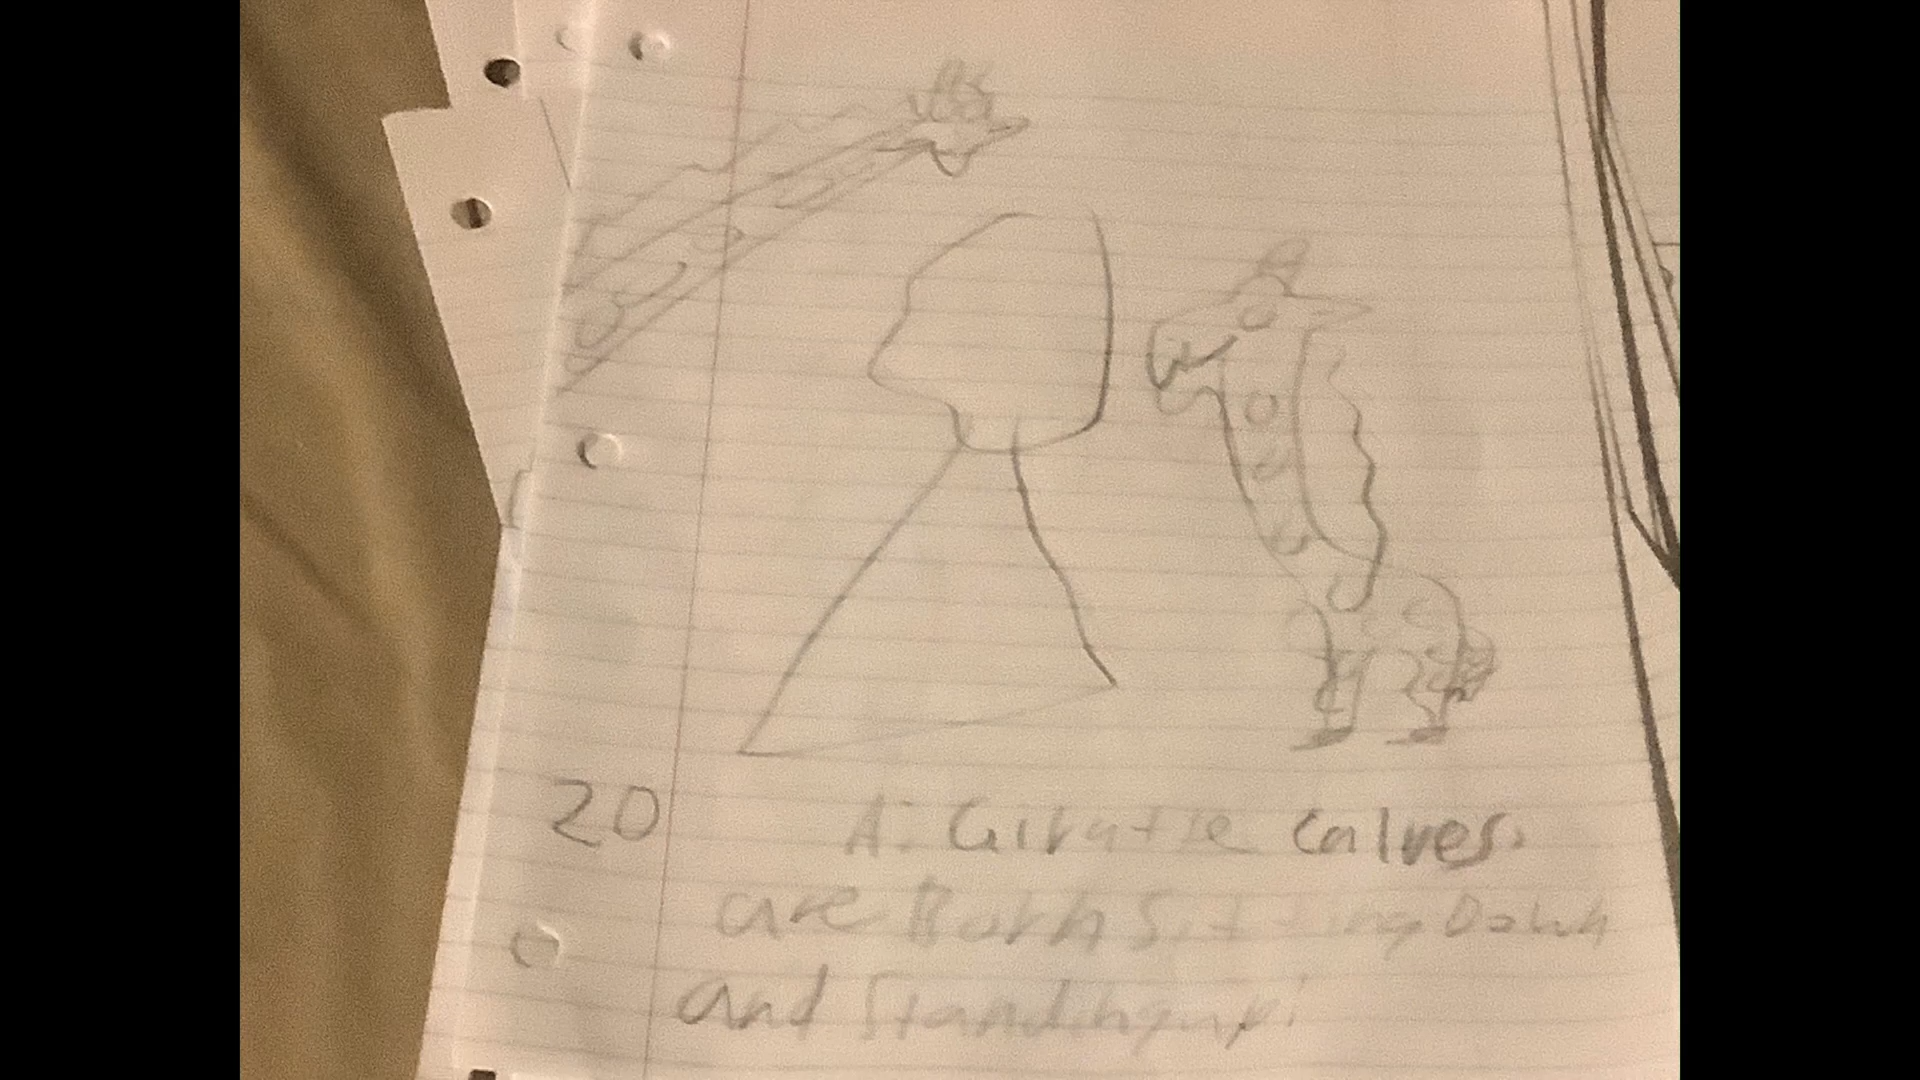 20 A. Giraffe Calves.
are Born Sitting Down
and Standing up!